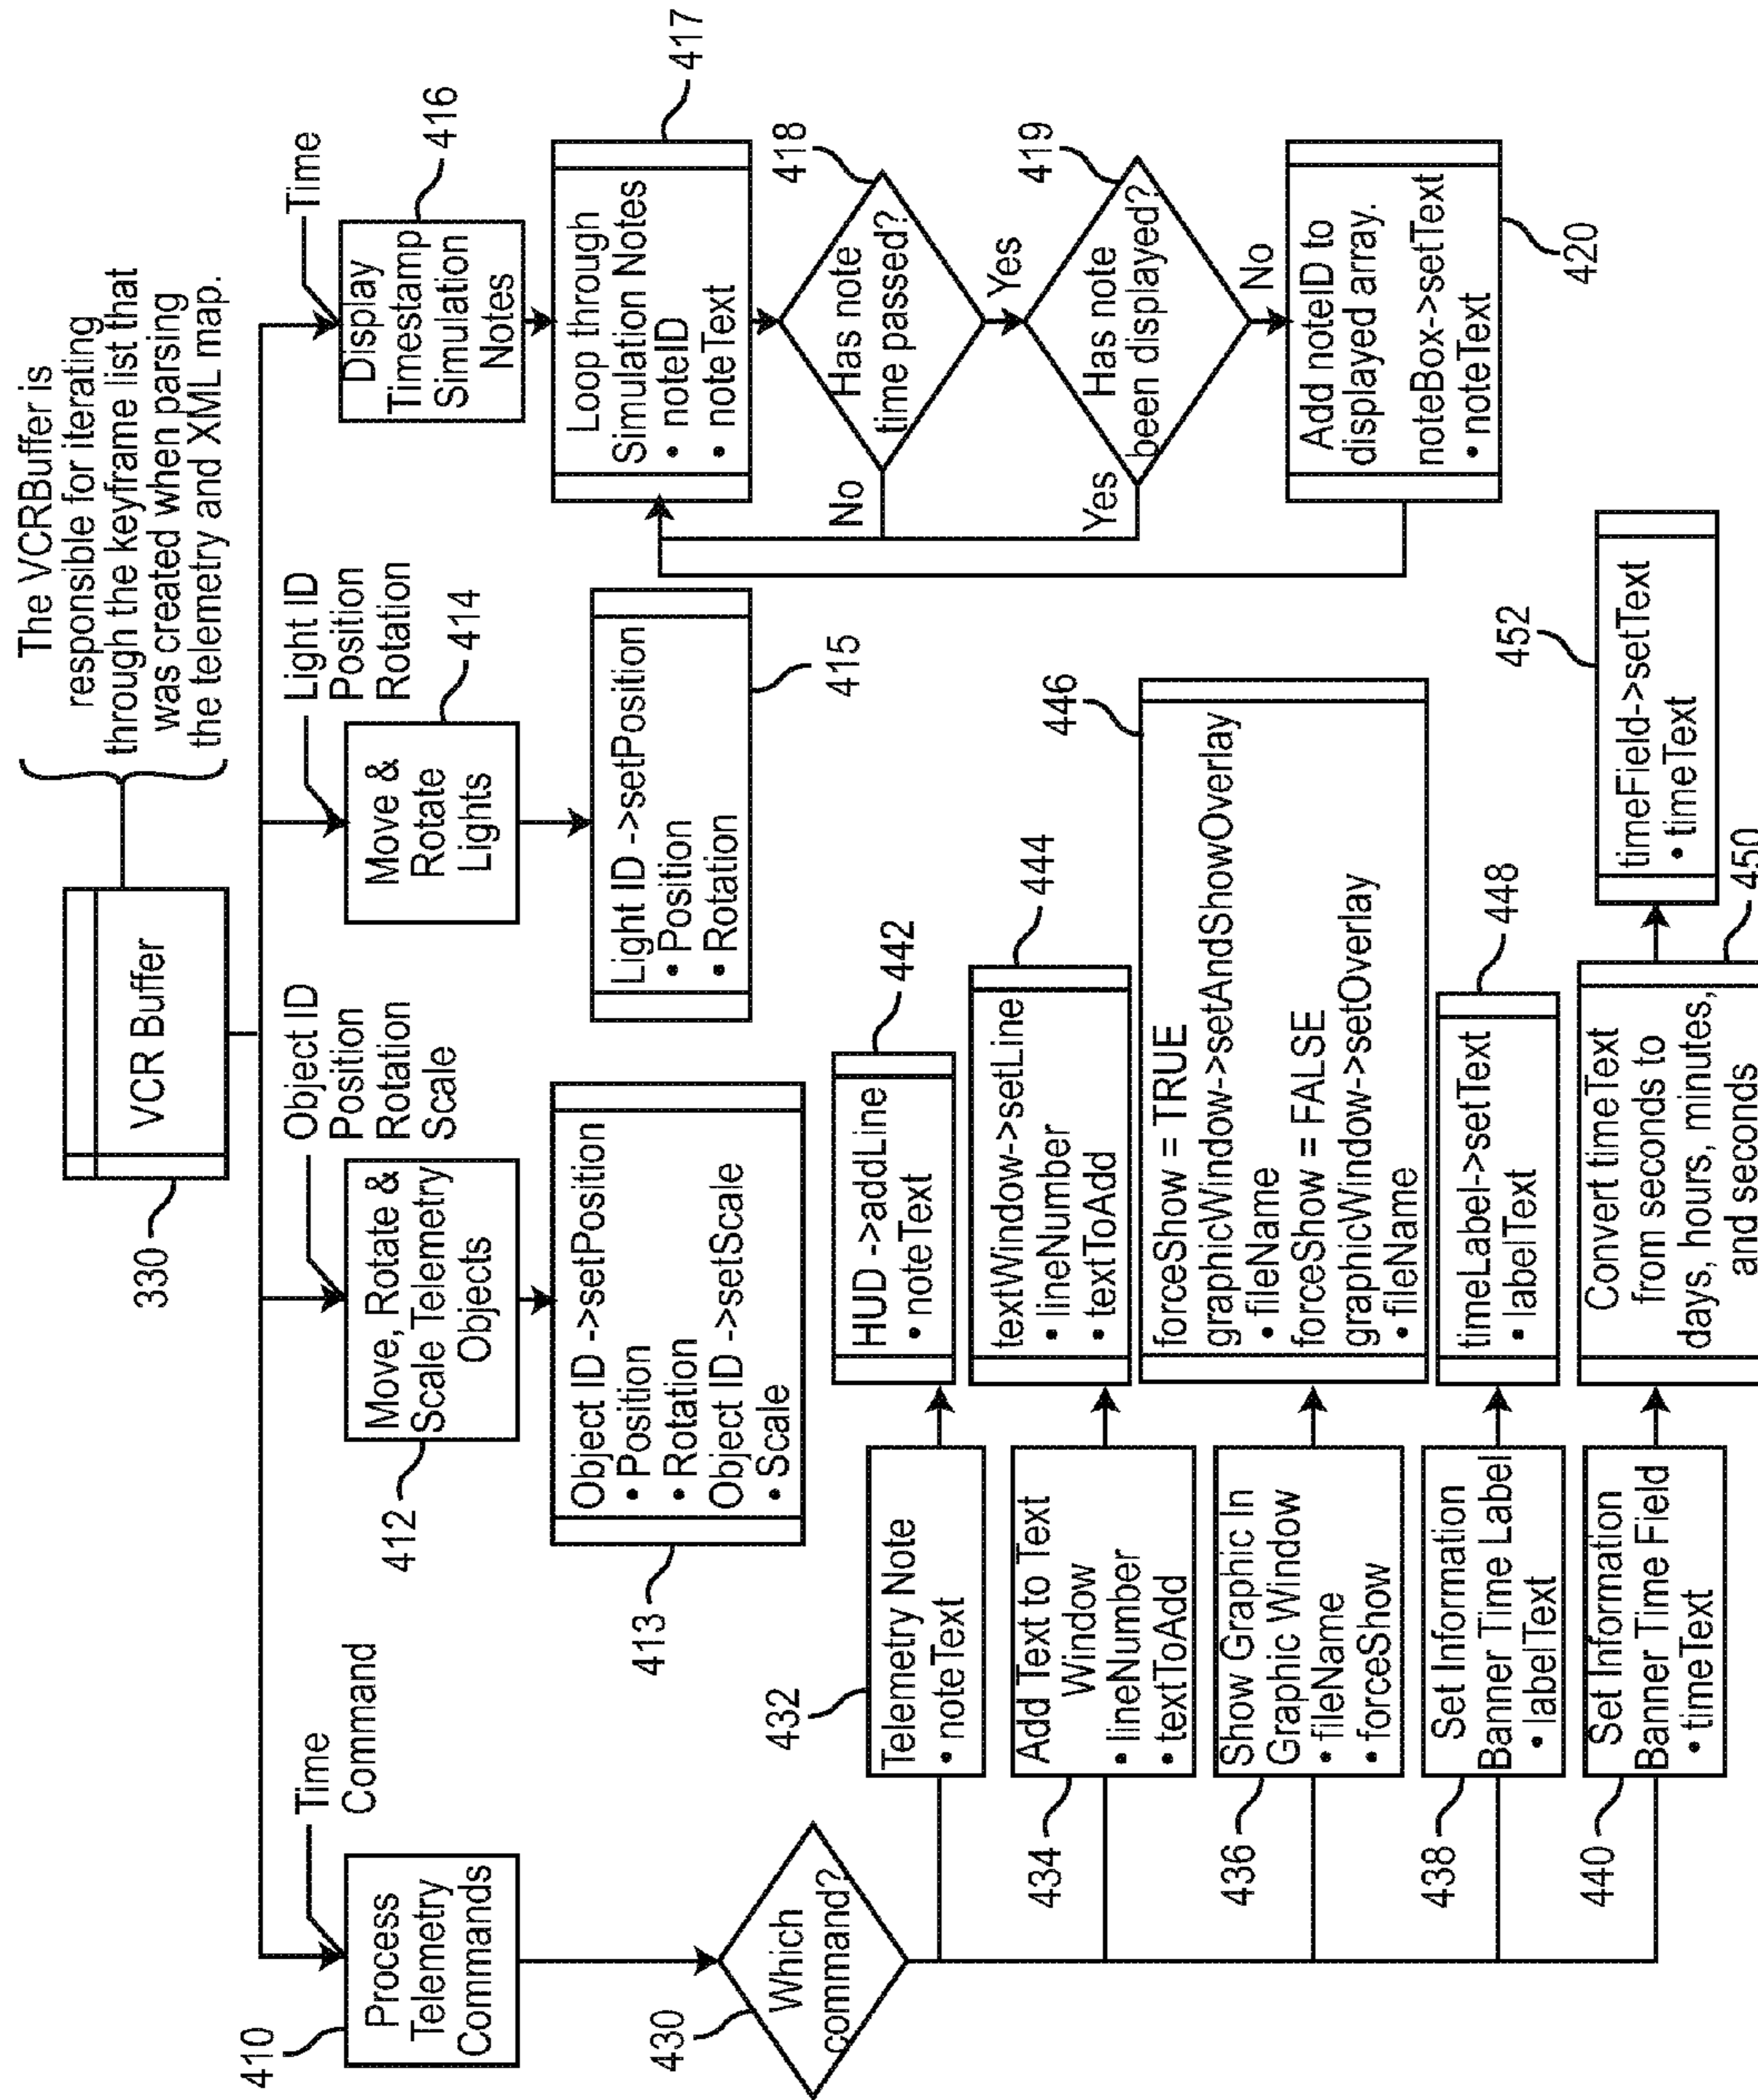 The VCRBuffer is
responsible for iterating
through the keyframe list that
was created when parsing
the telemetry and XML map.
VCR Buffer
330
Time
Command
Process
Telemetry
Commands
410
Object ID
Position
Rotation
Scale
Move, Rotate &
Scale Telemetry
Objects
412
Object ID ->setPosition
• Position
• Rotation
Object ID ->setScale
• Scale
413
Light ID
Position
Rotation
Move &
Rotate
Lights
414
Light ID ->setPosition
• Position
• Rotation
415
Time
Display
Timestamp
Simulation
Notes
416
Loop through
Simulation Notes
• noteID
• noteText
417
Has note
time passed?
418
No
Yes
Has note
been displayed?
419
Yes
No
Add noteID to
displayed array.
noteBox->setText
• noteText
420
Which
command?
430
Telemetry Note
• noteText
432
HUD ->addLine
• noteText
442
Add Text to Text
Window
• lineNumber
• textToAdd
434
textWindow->setLine
• lineNumber
• textToAdd
444
Show Graphic In
Graphic Window
• fileName
• forceShow
436
forceShow = TRUE
graphicWindow->setAndShowOverlay
• fileName
forceShow = FALSE
graphicWindow->setOverlay
• fileName
446
Set Information
Banner Time Label
• labelText
438
timeLabel->setText
• labelText
448
Set Information
Banner Time Field
• timeText
440
Convert timeText
from seconds to
days, hours, minutes,
and seconds
450
timeField->setText
• timeText
452